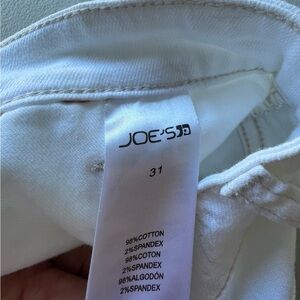 JOE'S
31
98%COTTON
2%SPANDEX
98%COTON
2%SPANDEX
98%ALGODÓN
2%SPANDEX